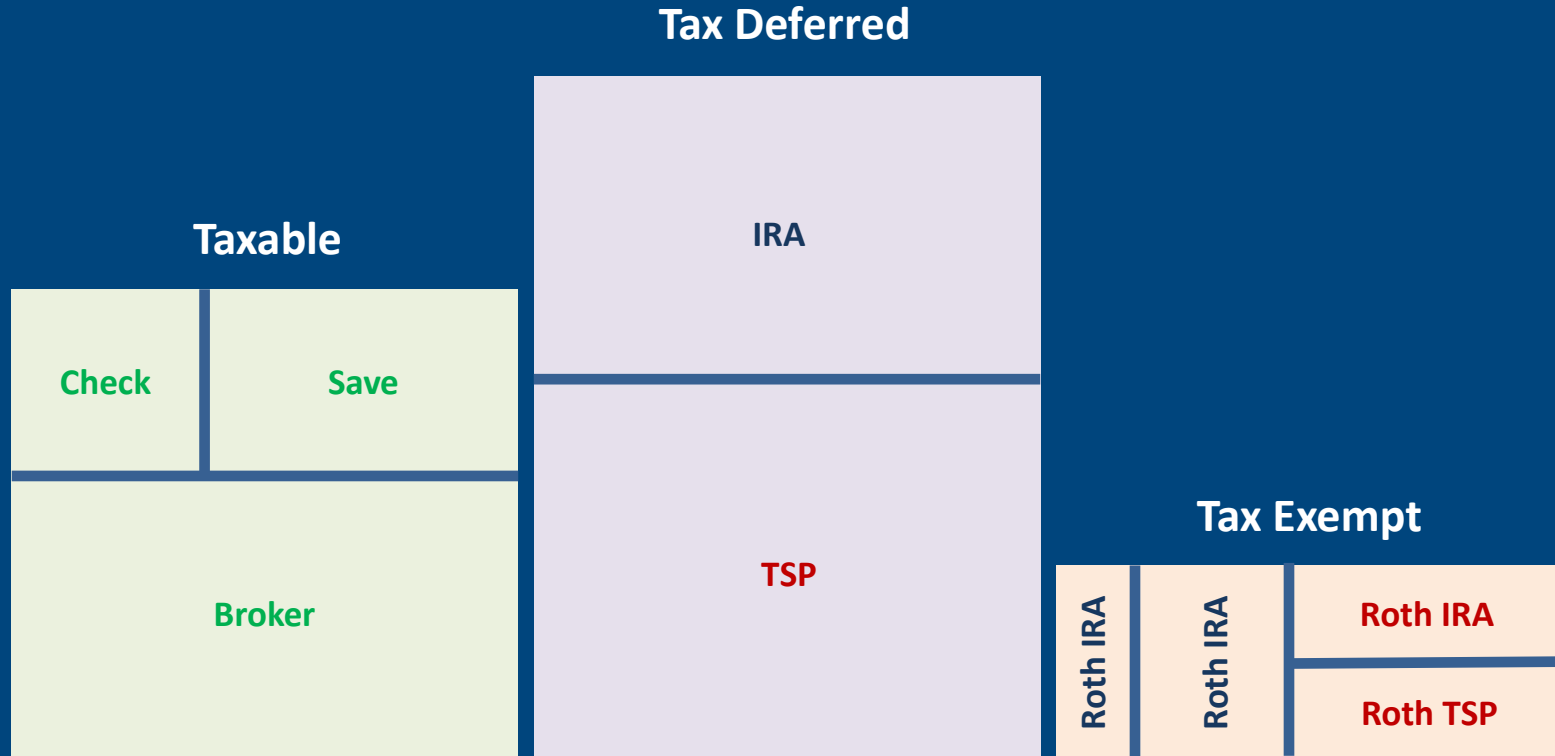 Tax Deferred
IRA
TSP
Taxable
Check
Save
Broker
Tax Exempt
Roth IRA
Roth IRA
Roth IRA
Roth TSP